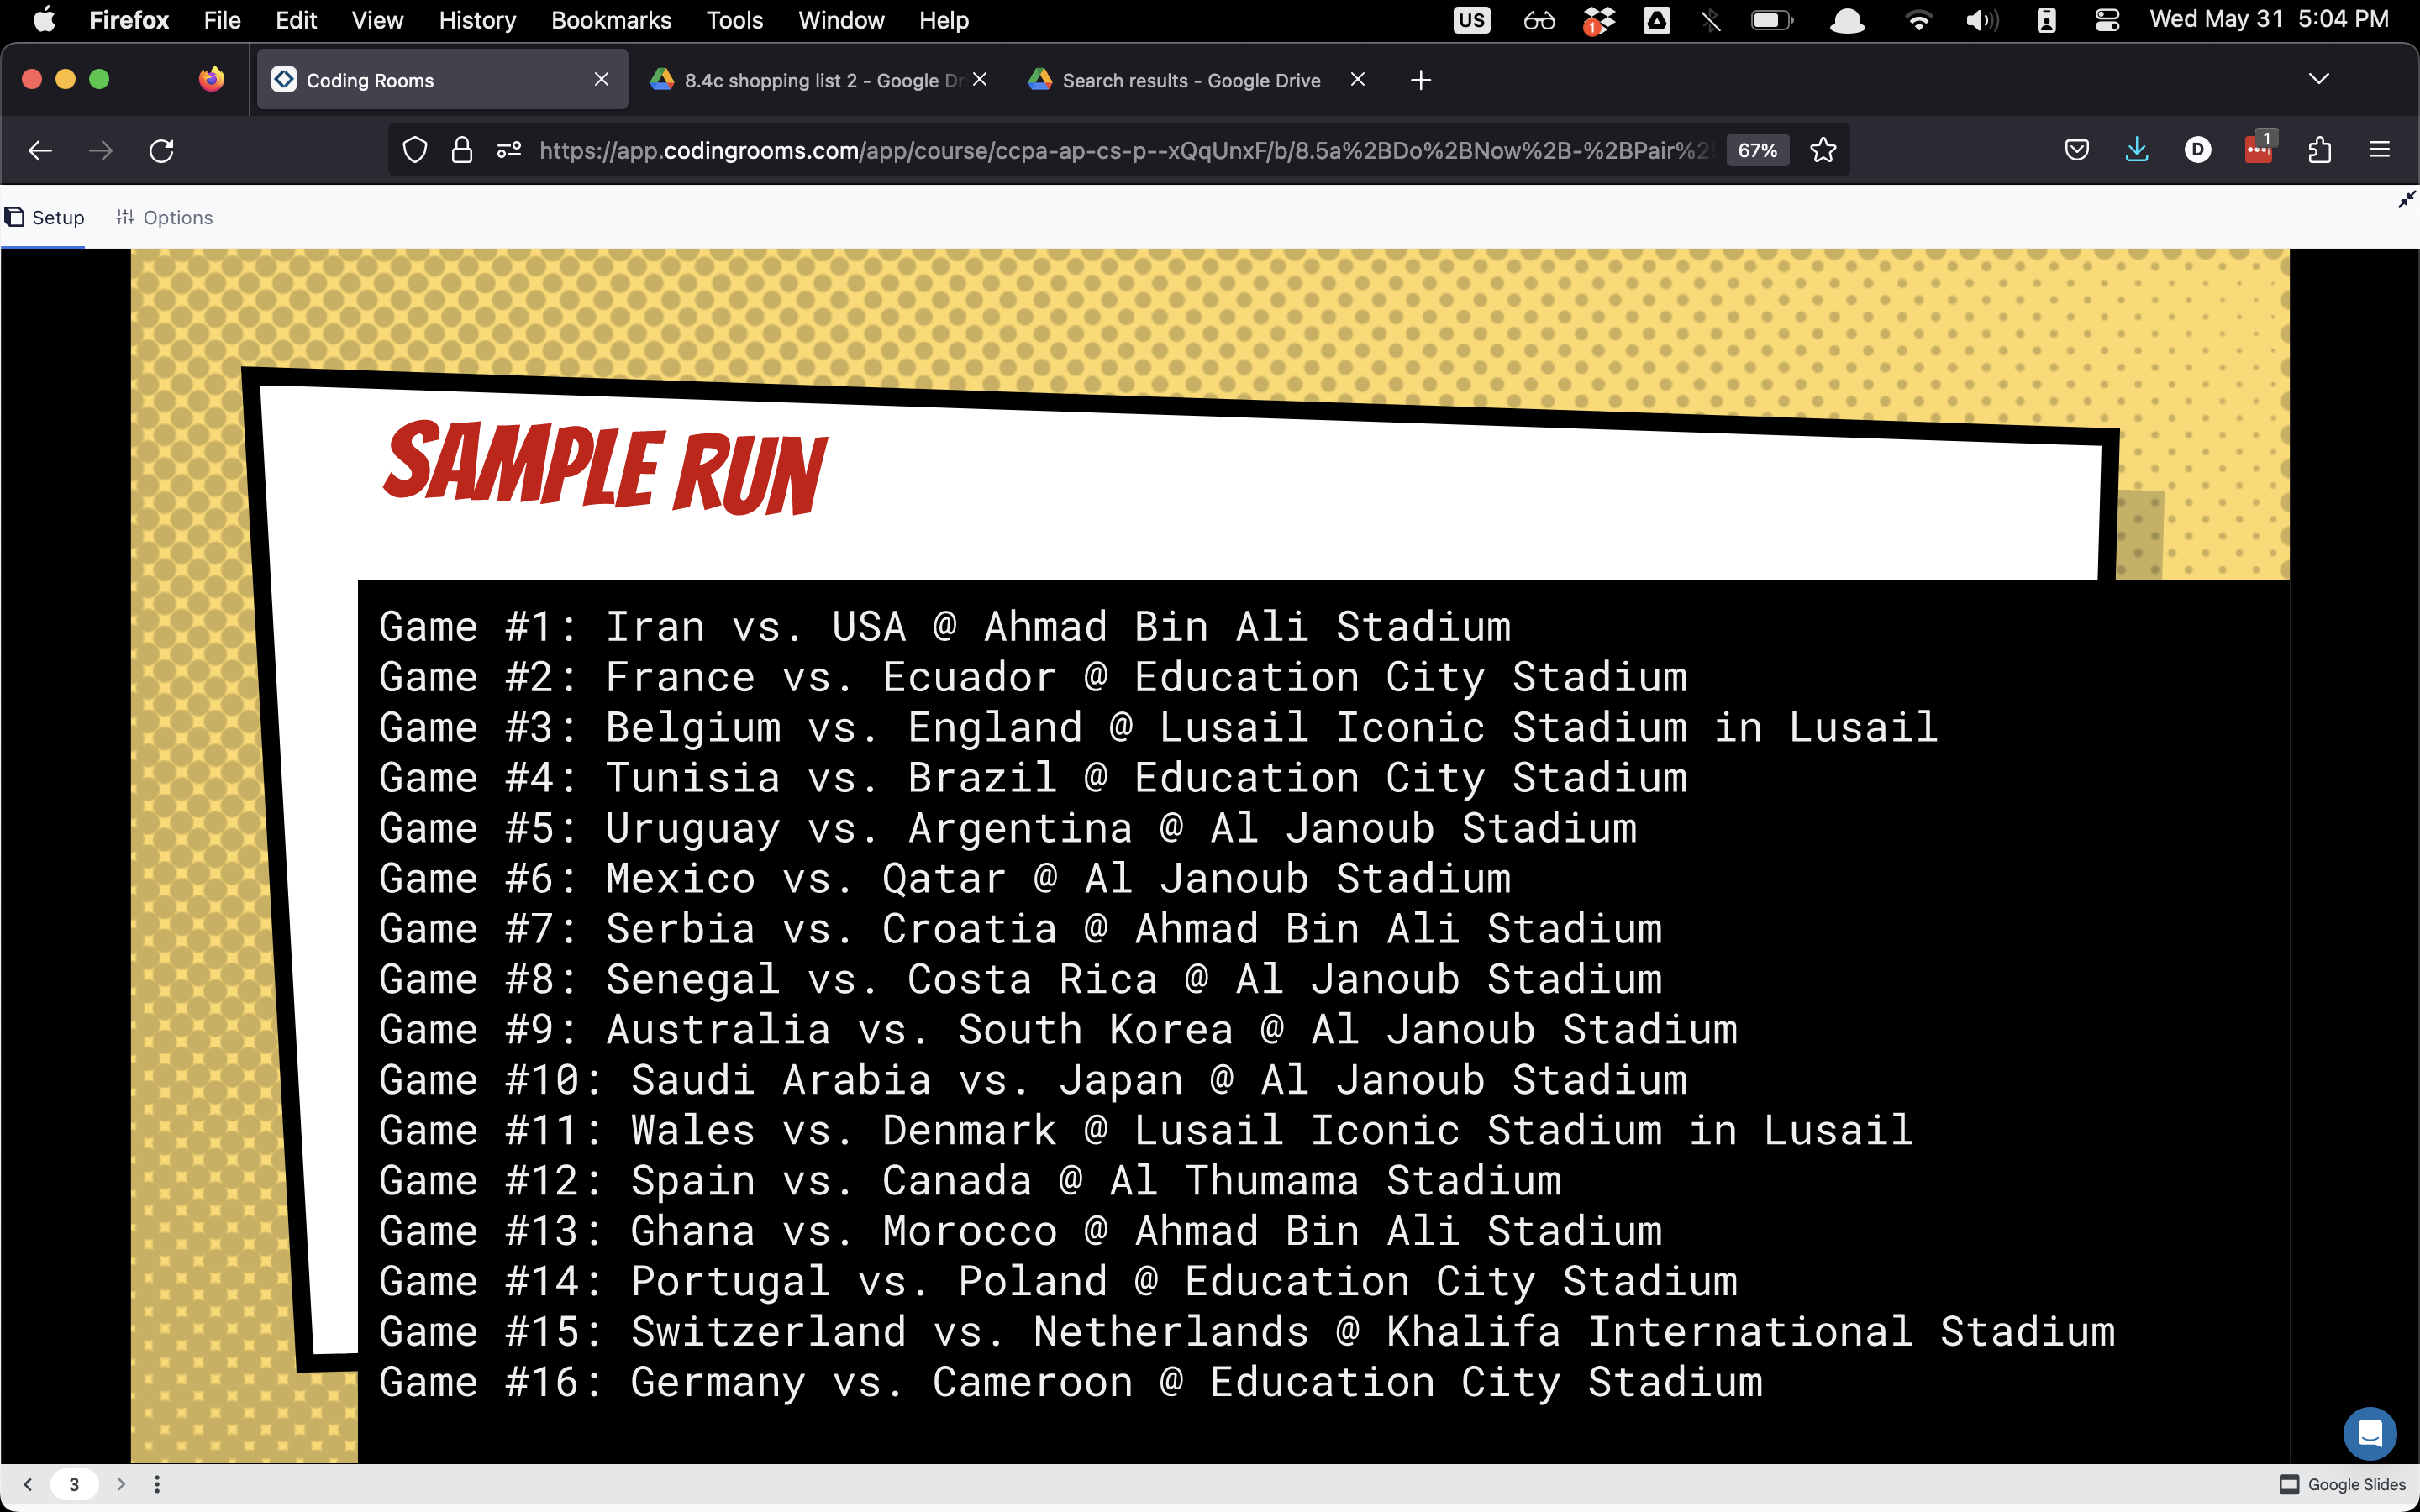 Firefox File Edit View History Bookmarks Tools Window Help US 1 Wed May 31 5:04 PM
Coding Rooms 8.4c shopping list 2 - Google Dr Search results - Google Drive
https://app.codingrooms.com/app/course/ccpa-ap-cs-p--xQqUnxF/b/8.5a%2BDo%2BNow%2B-%2BPair%2 67% D 1
Setup Options
SAMPLE RUN
Game #1: Iran vs. USA @ Ahmad Bin Ali Stadium
Game #2: France vs. Ecuador @ Education City Stadium
Game #3: Belgium vs. England @ Lusail Iconic Stadium in Lusail
Game #4: Tunisia vs. Brazil @ Education City Stadium
Game #5: Uruguay vs. Argentina @ Al Janoub Stadium
Game #6: Mexico vs. Qatar @ Al Janoub Stadium
Game #7: Serbia vs. Croatia @ Ahmad Bin Ali Stadium
Game #8: Senegal vs. Costa Rica @ Al Janoub Stadium
Game #9: Australia vs. South Korea @ Al Janoub Stadium
Game #10: Saudi Arabia vs. Japan @ Al Janoub Stadium
Game #11: Wales vs. Denmark @ Lusail Iconic Stadium in Lusail
Game #12: Spain vs. Canada @ Al Thumama Stadium
Game #13: Ghana vs. Morocco @ Ahmad Bin Ali Stadium
Game #14: Portugal vs. Poland @ Education City Stadium
Game #15: Switzerland vs. Netherlands @ Khalifa International Stadium
Game #16: Germany vs. Cameroon @ Education City Stadium
3 Google Slides